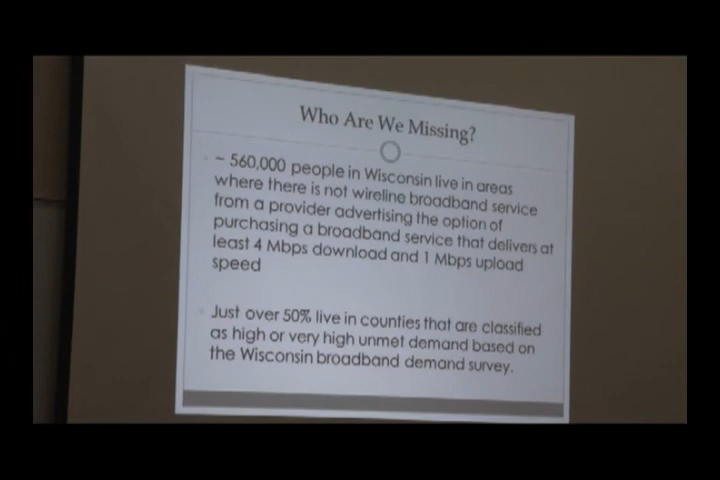 Who Are We Missing?
~ 560,000 people in Wisconsin live in areas
where there is not wireline broadband service
from a provider advertising the option of
purchasing a broadband service that delivers at
least 4 Mbps download and 1 Mbps upload
speed
Just over 50% live in counties that are classified
as high or very high unmet demand based on
the Wisconsin broadband demand survey.